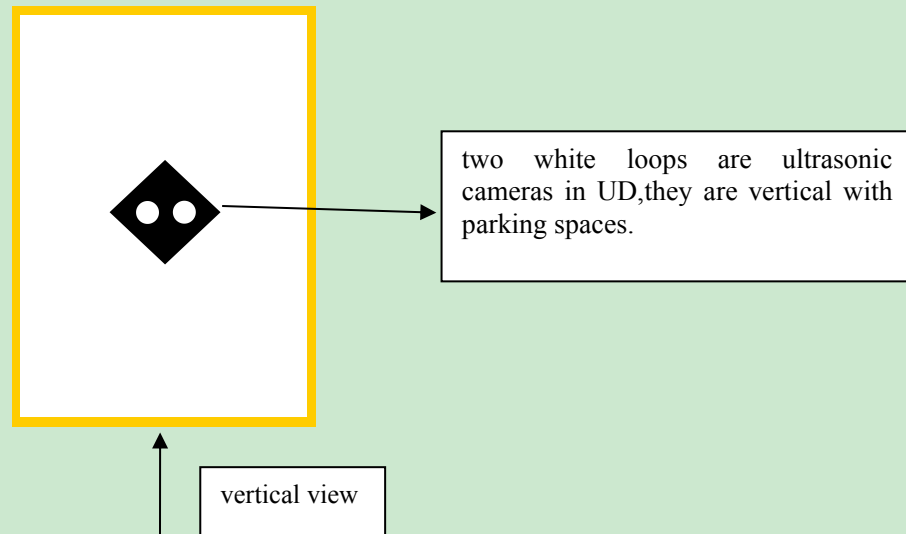 two white loops are ultrasonic
cameras in UD,they are vertical with
parking spaces.
vertical view